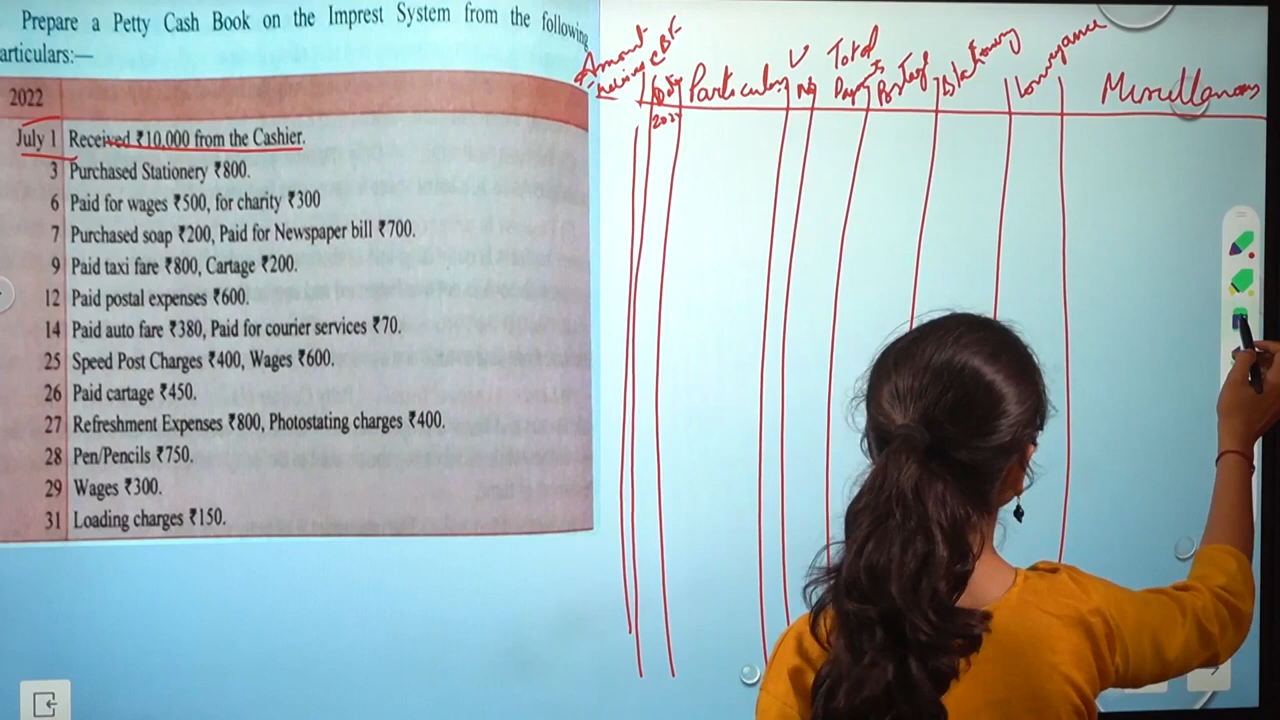 Prepare a Petty Cash Book on the Imprest System from the following
articulars:—
2022
July 1 Received ₹10,000 from the Cashier.
3 Purchased Stationery ₹800.
6 Paid for wages ₹500, for charity ₹300
7 Purchased soap ₹200, Paid for Newspaper bill ₹700.
9 Paid taxi fare ₹800, Cartage ₹200.
12 Paid postal expenses ₹600.
14 Paid auto fare ₹380, Paid for courier services ₹70.
25 Speed Post Charges ₹400, Wages ₹600.
26 Paid cartage ₹450.
27 Refreshment Expenses ₹800, Photostating charges ₹400.
28 Pen/Pencils ₹750.
29 Wages ₹300.
31 Loading charges ₹150.
Amount
CBF
Particulars
V
No
Total
Postage
Stationery
Conveyance
Miscellaneous
2022